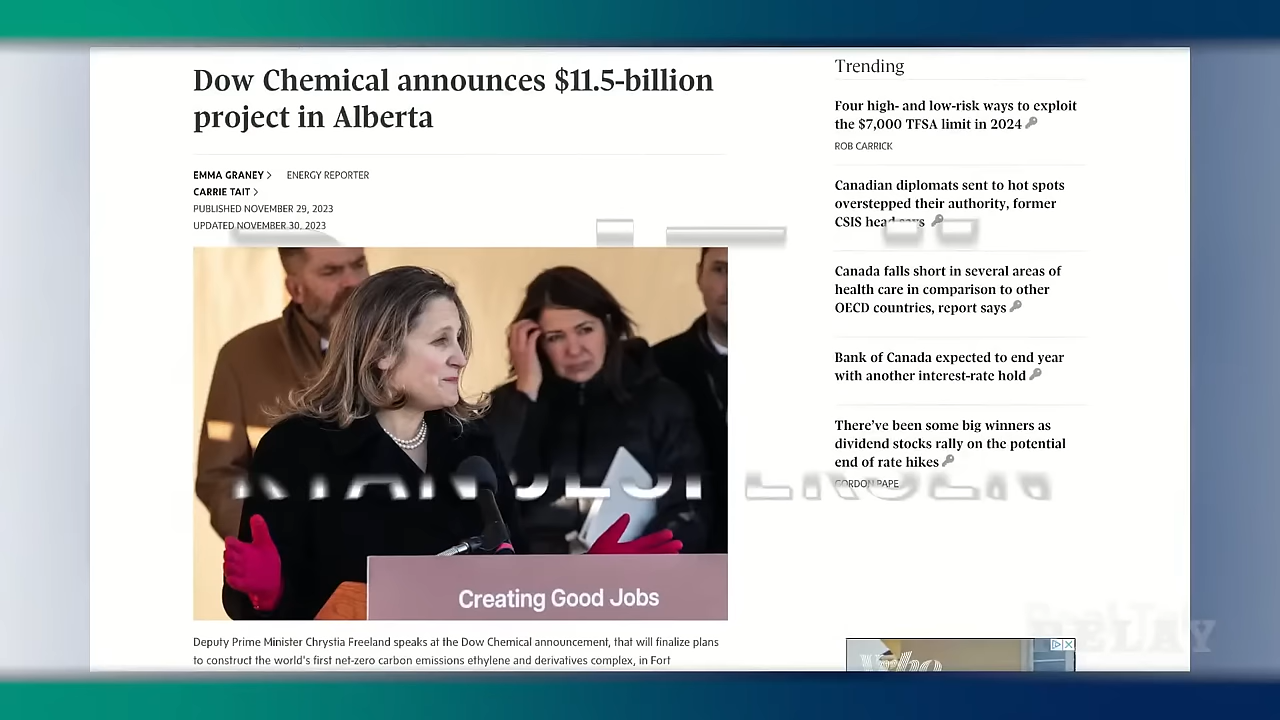 Dow Chemical announces $11.5-billion
project in Alberta
EMMA GRANEY > ENERGY REPORTER
CARRIE TAIT >
PUBLISHED NOVEMBER 29, 2023
UPDATED NOVEMBER 30, 2023
Creating Good Jobs
Deputy Prime Minister Chrystia Freeland speaks at the Dow Chemical announcement, that will finalize plans
to construct the world's first net-zero carbon emissions ethylene and derivatives complex, in Fort
Trending
Four high- and low-risk ways to exploit
the $7,000 TFSA limit in 2024
ROB CARRICK
Canadian diplomats sent to hot spots
overstepped their authority, former
CSIS head says
Canada falls short in several areas of
health care in comparison to other
OECD countries, report says
Bank of Canada expected to end year
with another interest-rate hold
There've been some big winners as
dividend stocks rally on the potential
end of rate hikes
GORDON PAPE
RYAN JESPERSEN
RELAY